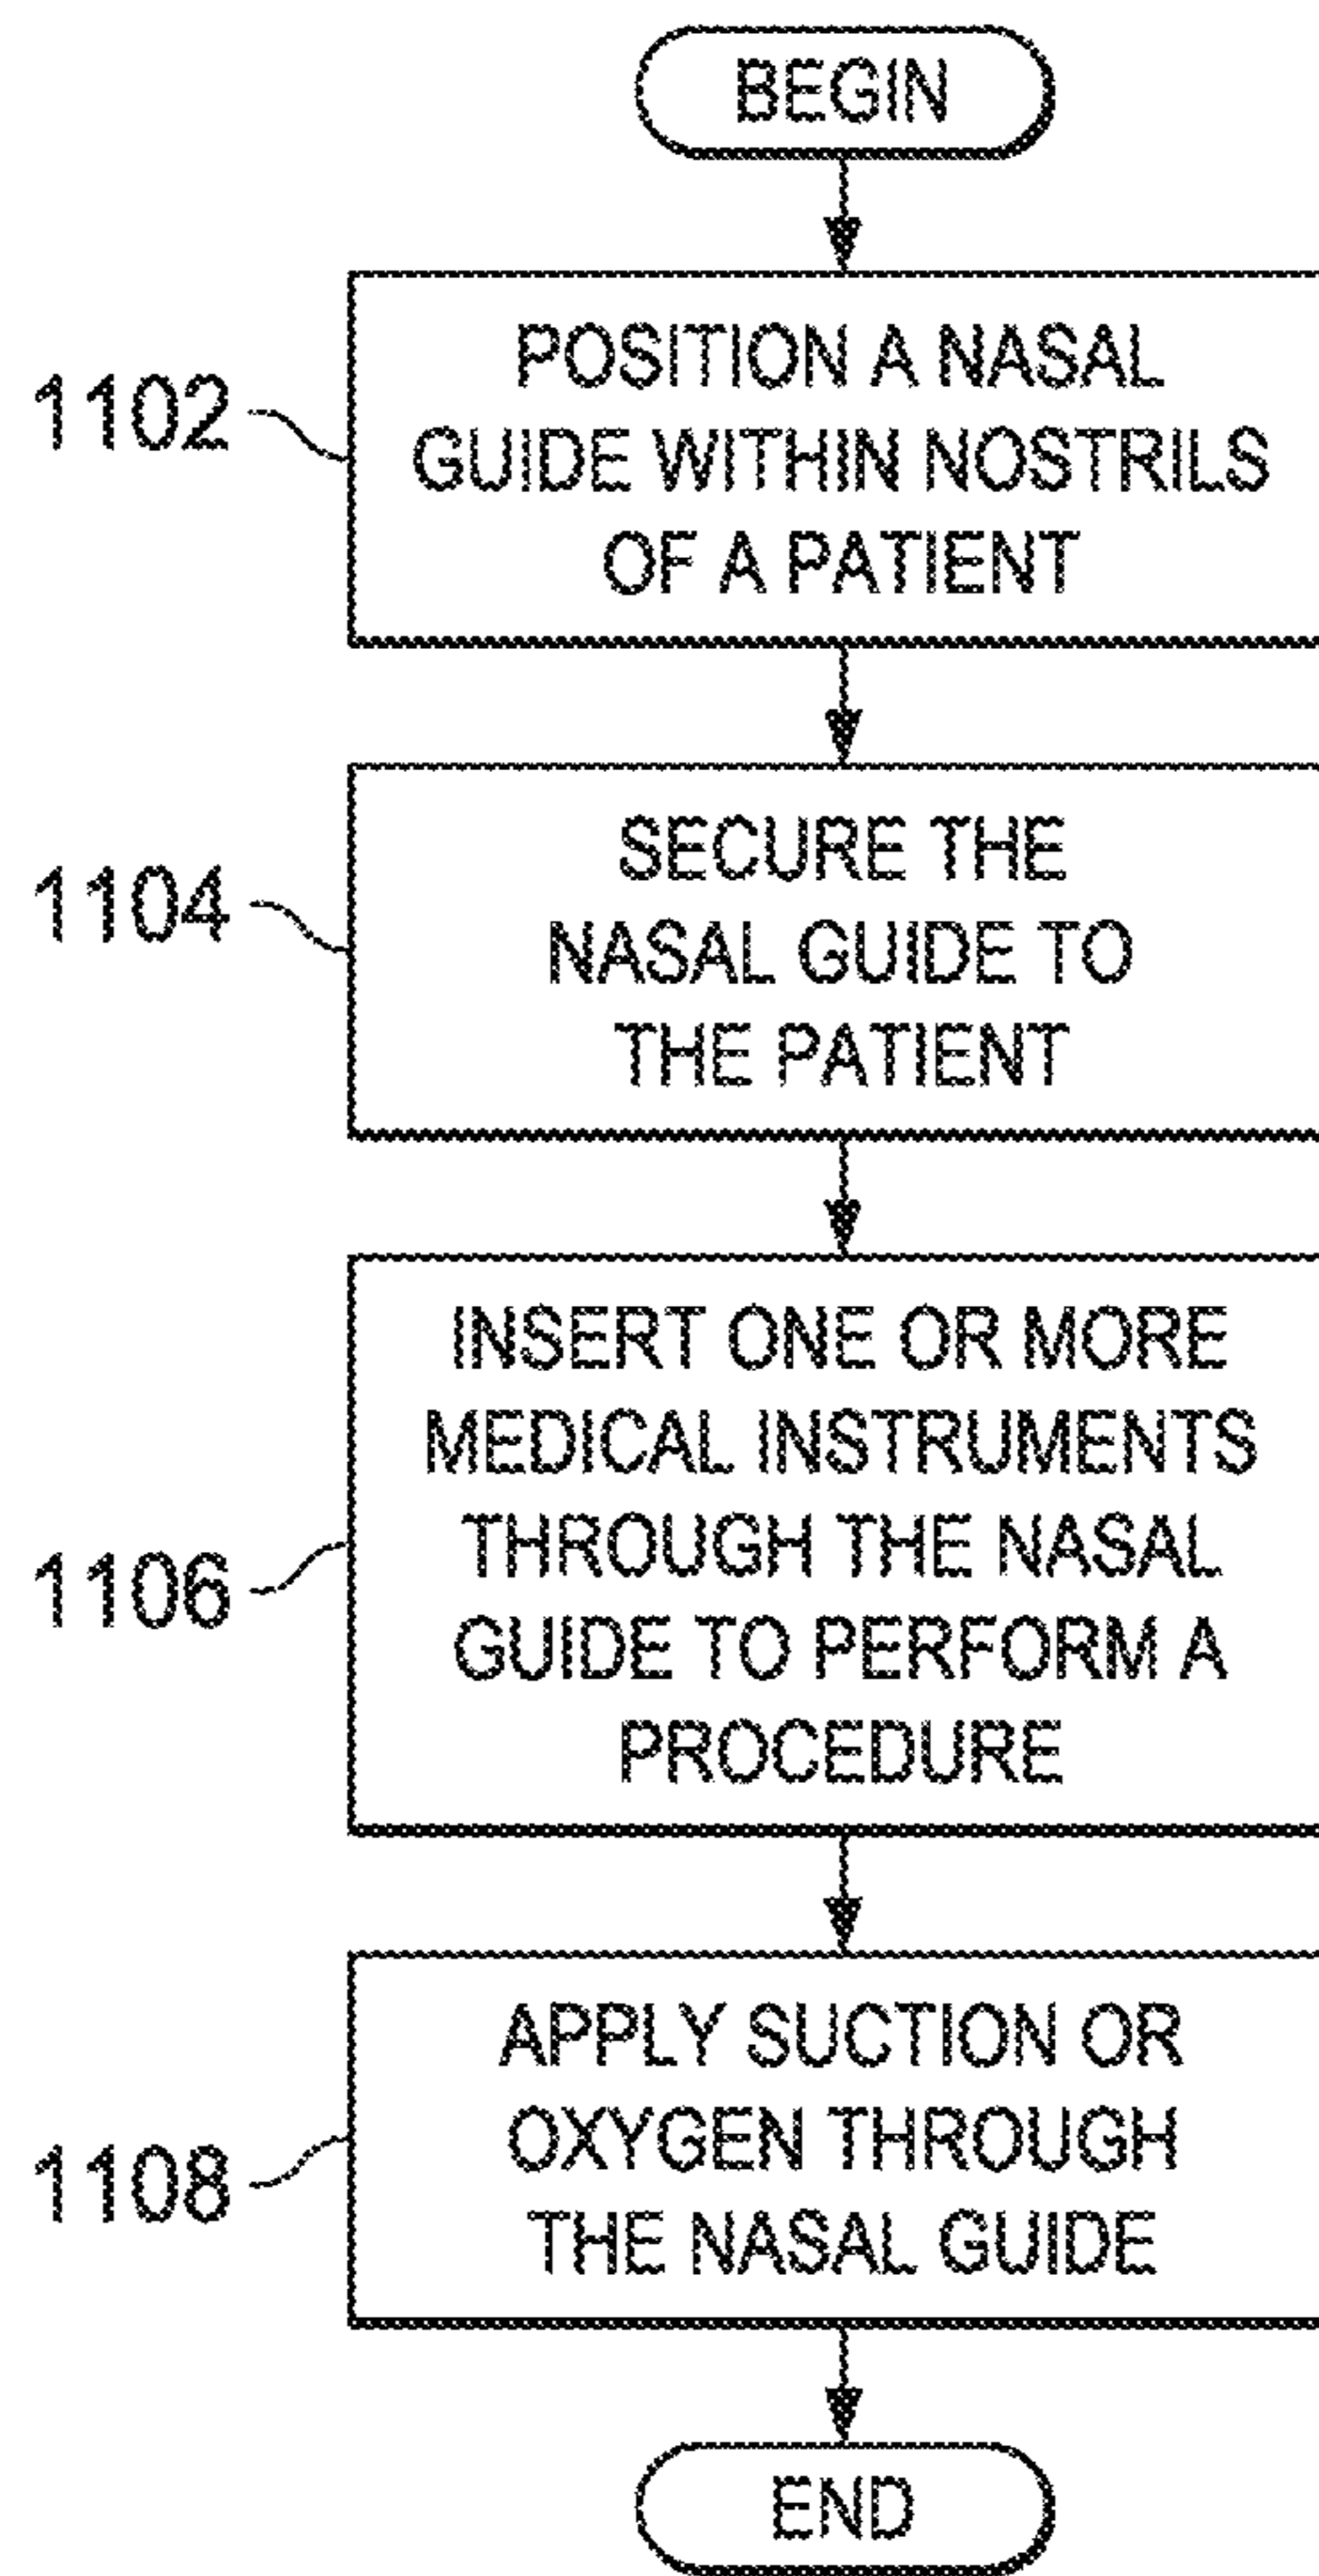 BEGIN
1102
POSITION A NASAL
GUIDE WITHIN NOSTRILS
OF A PATIENT
1104
SECURE THE
NASAL GUIDE TO
THE PATIENT
1106
INSERT ONE OR MORE
MEDICAL INSTRUMENTS
THROUGH THE NASAL
GUIDE TO PERFORM A
PROCEDURE
1108
APPLY SUCTION OR
OXYGEN THROUGH
THE NASAL GUIDE
END